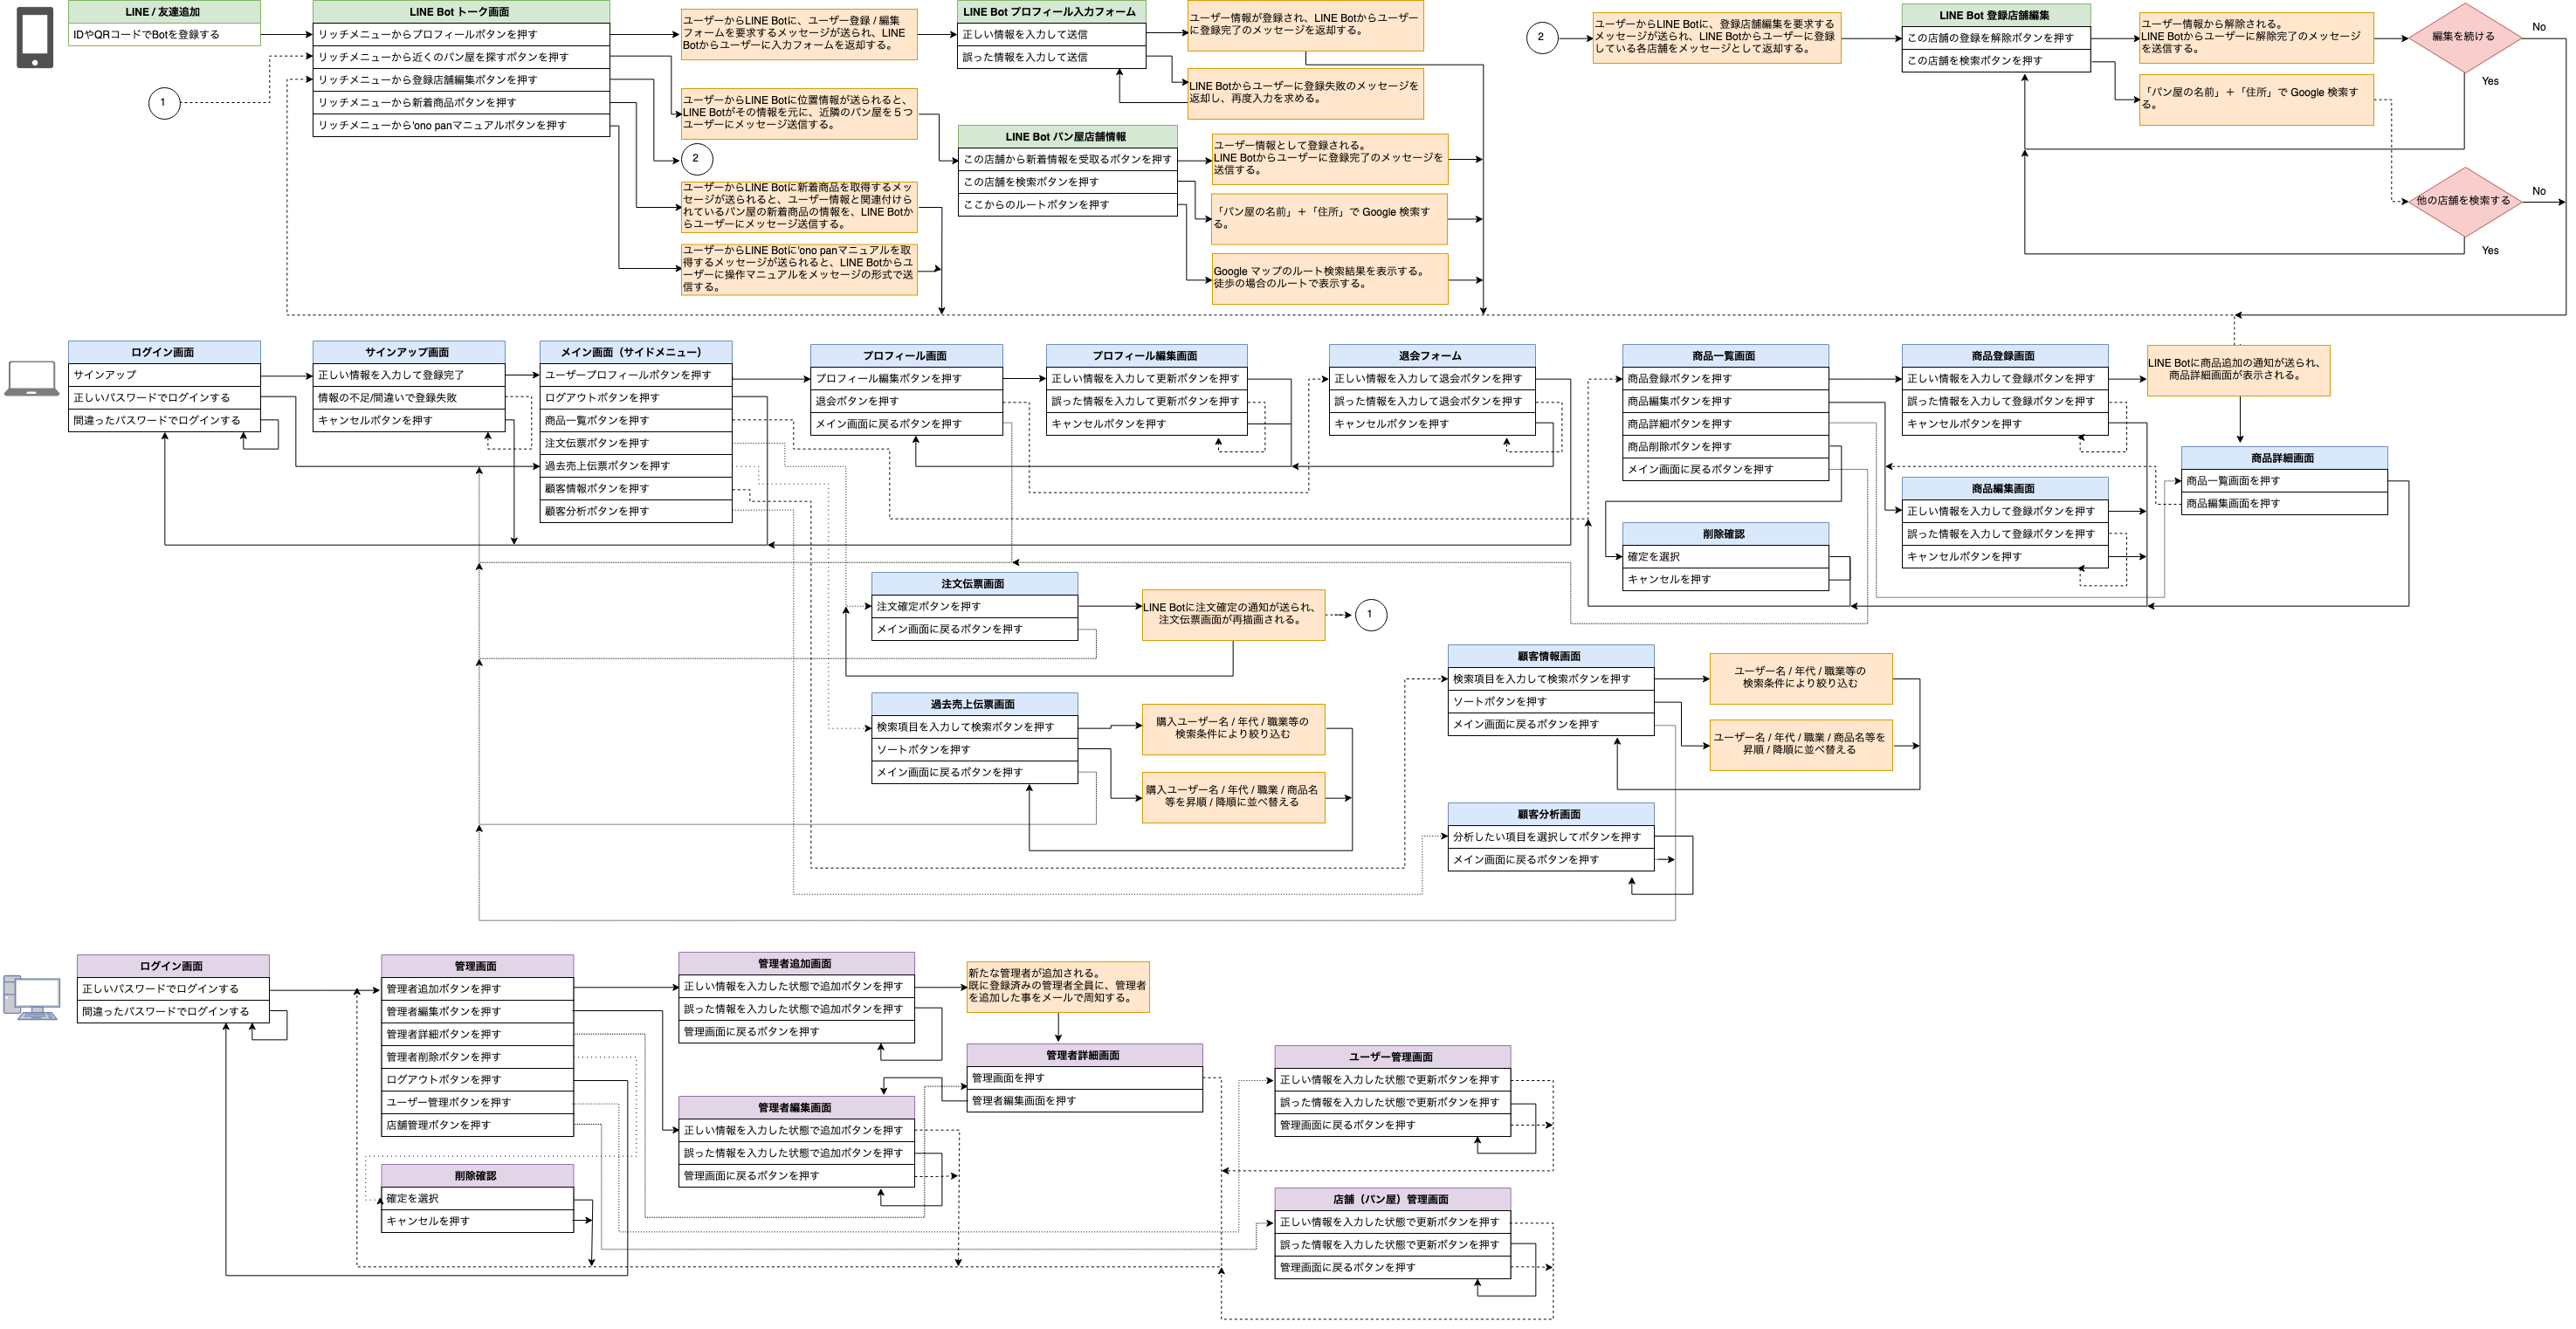 LINE / 友達追加
IDやQRコードでBotを登録する
LINE Bot トーク画面
リッチメニューからプロフィールボタンを押す
リッチメニューから近くのパン屋を探すボタンを押す
リッチメニューから登録店舗編集ボタンを押す
リッチメニューから新着商品ボタンを押す
リッチメニューから'ono panマニュアルボタンを押す
1
ユーザーからLINE Botに、ユーザー登録 / 編集
フォームを要求するメッセージが送られ、LINE
Botからユーザーに入力フォームを返却する。
ユーザーからLINE Botに位置情報が送られると、
LINE Botがその情報を元に、近隣のパン屋を５つ
ユーザーにメッセージ送信する。
2
ユーザーからLINE Botに新着商品を取得するメッ
セージが送られると、ユーザー情報と関連付けら
れているパン屋の新着商品の情報を、LINE Botか
らユーザーにメッセージ送信する。
ユーザーからLINE Botに'ono panマニュアルを取
得するメッセージが送られると、LINE Botからユ
ーザーに操作マニュアルをメッセージの形式で送
信する。
LINE Bot プロフィール入力フォーム
正しい情報を入力して送信
誤った情報を入力して送信
ユーザー情報が登録され、LINE Botからユーザー
に登録完了のメッセージを返却する。
LINE Botからユーザーに登録失敗のメッセージを
返却し、再度入力を求める。
LINE Bot パン屋店舗情報
この店舗から新着情報を受取るボタンを押す
この店舗を検索ボタンを押す
ここからのルートボタンを押す
ユーザー情報として登録される。
LINE Botからユーザーに登録完了のメッセージを
送信する。
「パン屋の名前」＋「住所」で Google 検索す
る。
Google マップのルート検索結果を表示する。
徒歩の場合のルートで表示する。
2
ユーザーからLINE Botに、登録店舗編集を要求する
メッセージが送られ、LINE Botからユーザーに登録
している各店舗をメッセージとして返却する。
LINE Bot 登録店舗編集
この店舗の登録を解除ボタンを押す
この店舗を検索ボタンを押す
ユーザー情報から解除される。
LINE Botからユーザーに解除完了のメッセージ
を送信する。
「パン屋の名前」＋「住所」で Google 検索す
る。
編集を続ける
No
Yes
他の店舗を検索する
No
Yes
ログイン画面
サインアップ
正しいパスワードでログインする
間違ったパスワードでログインする
サインアップ画面
正しい情報を入力して登録完了
情報の不足/間違いで登録失敗
キャンセルボタンを押す
メイン画面（サイドメニュー）
ユーザープロフィールボタンを押す
ログアウトボタンを押す
商品一覧ボタンを押す
注文伝票ボタンを押す
過去売上伝票ボタンを押す
顧客情報ボタンを押す
顧客分析ボタンを押す
プロフィール画面
プロフィール編集ボタンを押す
退会ボタンを押す
メイン画面に戻るボタンを押す
プロフィール編集画面
正しい情報を入力して更新ボタンを押す
誤った情報を入力して更新ボタンを押す
キャンセルボタンを押す
退会フォーム
正しい情報を入力して退会ボタンを押す
誤った情報を入力して退会ボタンを押す
キャンセルボタンを押す
商品一覧画面
商品登録ボタンを押す
商品編集ボタンを押す
商品詳細ボタンを押す
商品削除ボタンを押す
メイン画面に戻るボタンを押す
削除確認
確定を選択
キャンセルを押す
商品登録画面
正しい情報を入力して登録ボタンを押す
誤った情報を入力して登録ボタンを押す
キャンセルボタンを押す
LINE Botに商品追加の通知が送られ、
商品詳細画面が表示される。
商品詳細画面
商品一覧画面を押す
商品編集画面を押す
商品編集画面
正しい情報を入力して登録ボタンを押す
誤った情報を入力して登録ボタンを押す
キャンセルボタンを押す
注文伝票画面
注文確定ボタンを押す
メイン画面に戻るボタンを押す
LINE Botに注文確定の通知が送られ、
注文伝票画面が再描画される。
1
過去売上伝票画面
検索項目を入力して検索ボタンを押す
ソートボタンを押す
メイン画面に戻るボタンを押す
購入ユーザー名 / 年代 / 職業等の
検索条件により絞り込む
購入ユーザー名 / 年代 / 職業 / 商品名
等を昇順 / 降順に並べ替える
顧客情報画面
検索項目を入力して検索ボタンを押す
ソートボタンを押す
メイン画面に戻るボタンを押す
ユーザー名 / 年代 / 職業等の
検索条件により絞り込む
ユーザー名 / 年代 / 職業 / 商品名等を
昇順 / 降順に並べ替える
顧客分析画面
分析したい項目を選択してボタンを押す
メイン画面に戻るボタンを押す
ログイン画面
正しいパスワードでログインする
間違ったパスワードでログインする
管理画面
管理者追加ボタンを押す
管理者編集ボタンを押す
管理者詳細ボタンを押す
管理者削除ボタンを押す
ログアウトボタンを押す
ユーザー管理ボタンを押す
店舗管理ボタンを押す
削除確認
確定を選択
キャンセルを押す
管理者追加画面
正しい情報を入力した状態で追加ボタンを押す
誤った情報を入力した状態で追加ボタンを押す
管理画面に戻るボタンを押す
新たな管理者が追加される。
既に登録済みの管理者全員に、管理者
を追加した事をメールで周知する。
管理者詳細画面
管理画面を押す
管理者編集画面を押す
管理者編集画面
正しい情報を入力した状態で追加ボタンを押す
誤った情報を入力した状態で追加ボタンを押す
管理画面に戻るボタンを押す
ユーザー管理画面
正しい情報を入力した状態で更新ボタンを押す
誤った情報を入力した状態で更新ボタンを押す
管理画面に戻るボタンを押す
店舗（パン屋）管理画面
正しい情報を入力した状態で更新ボタンを押す
誤った情報を入力した状態で更新ボタンを押す
管理画面に戻るボタンを押す